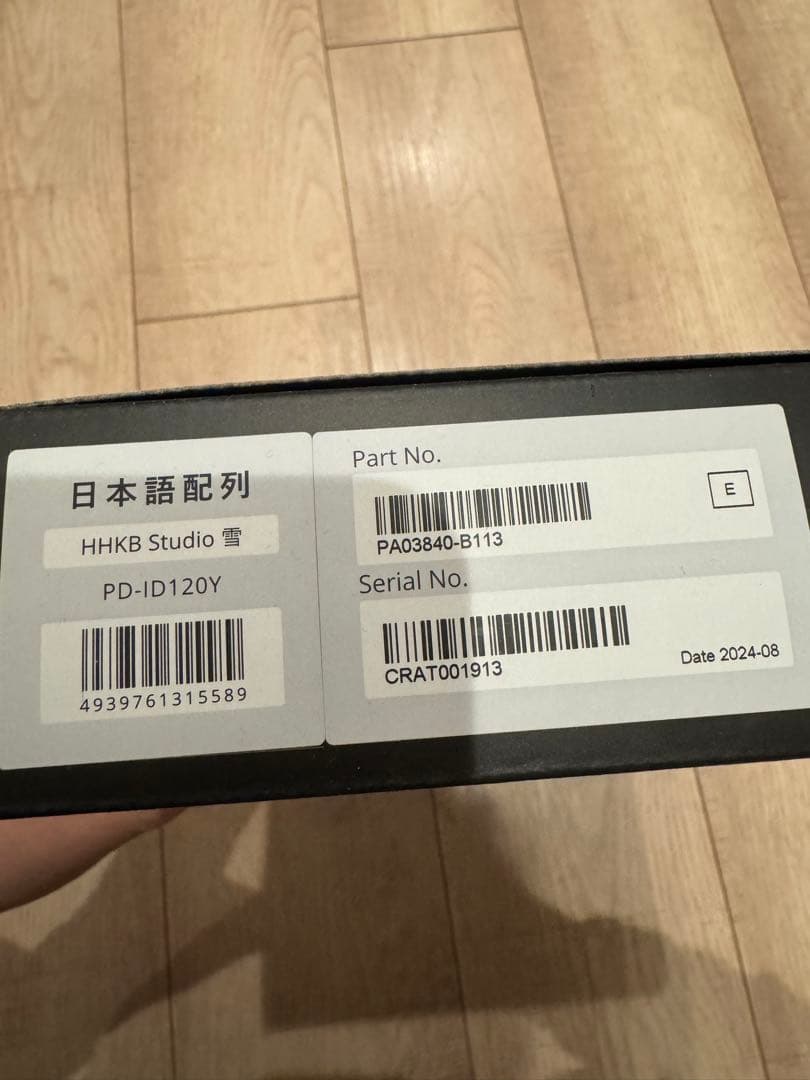 日本語配列
HHKB Studio 雪
PD-ID120Y
4939761315589
Part No.
PA03840-B113
E
Serial No.
CRAT001913
Date 2024-08